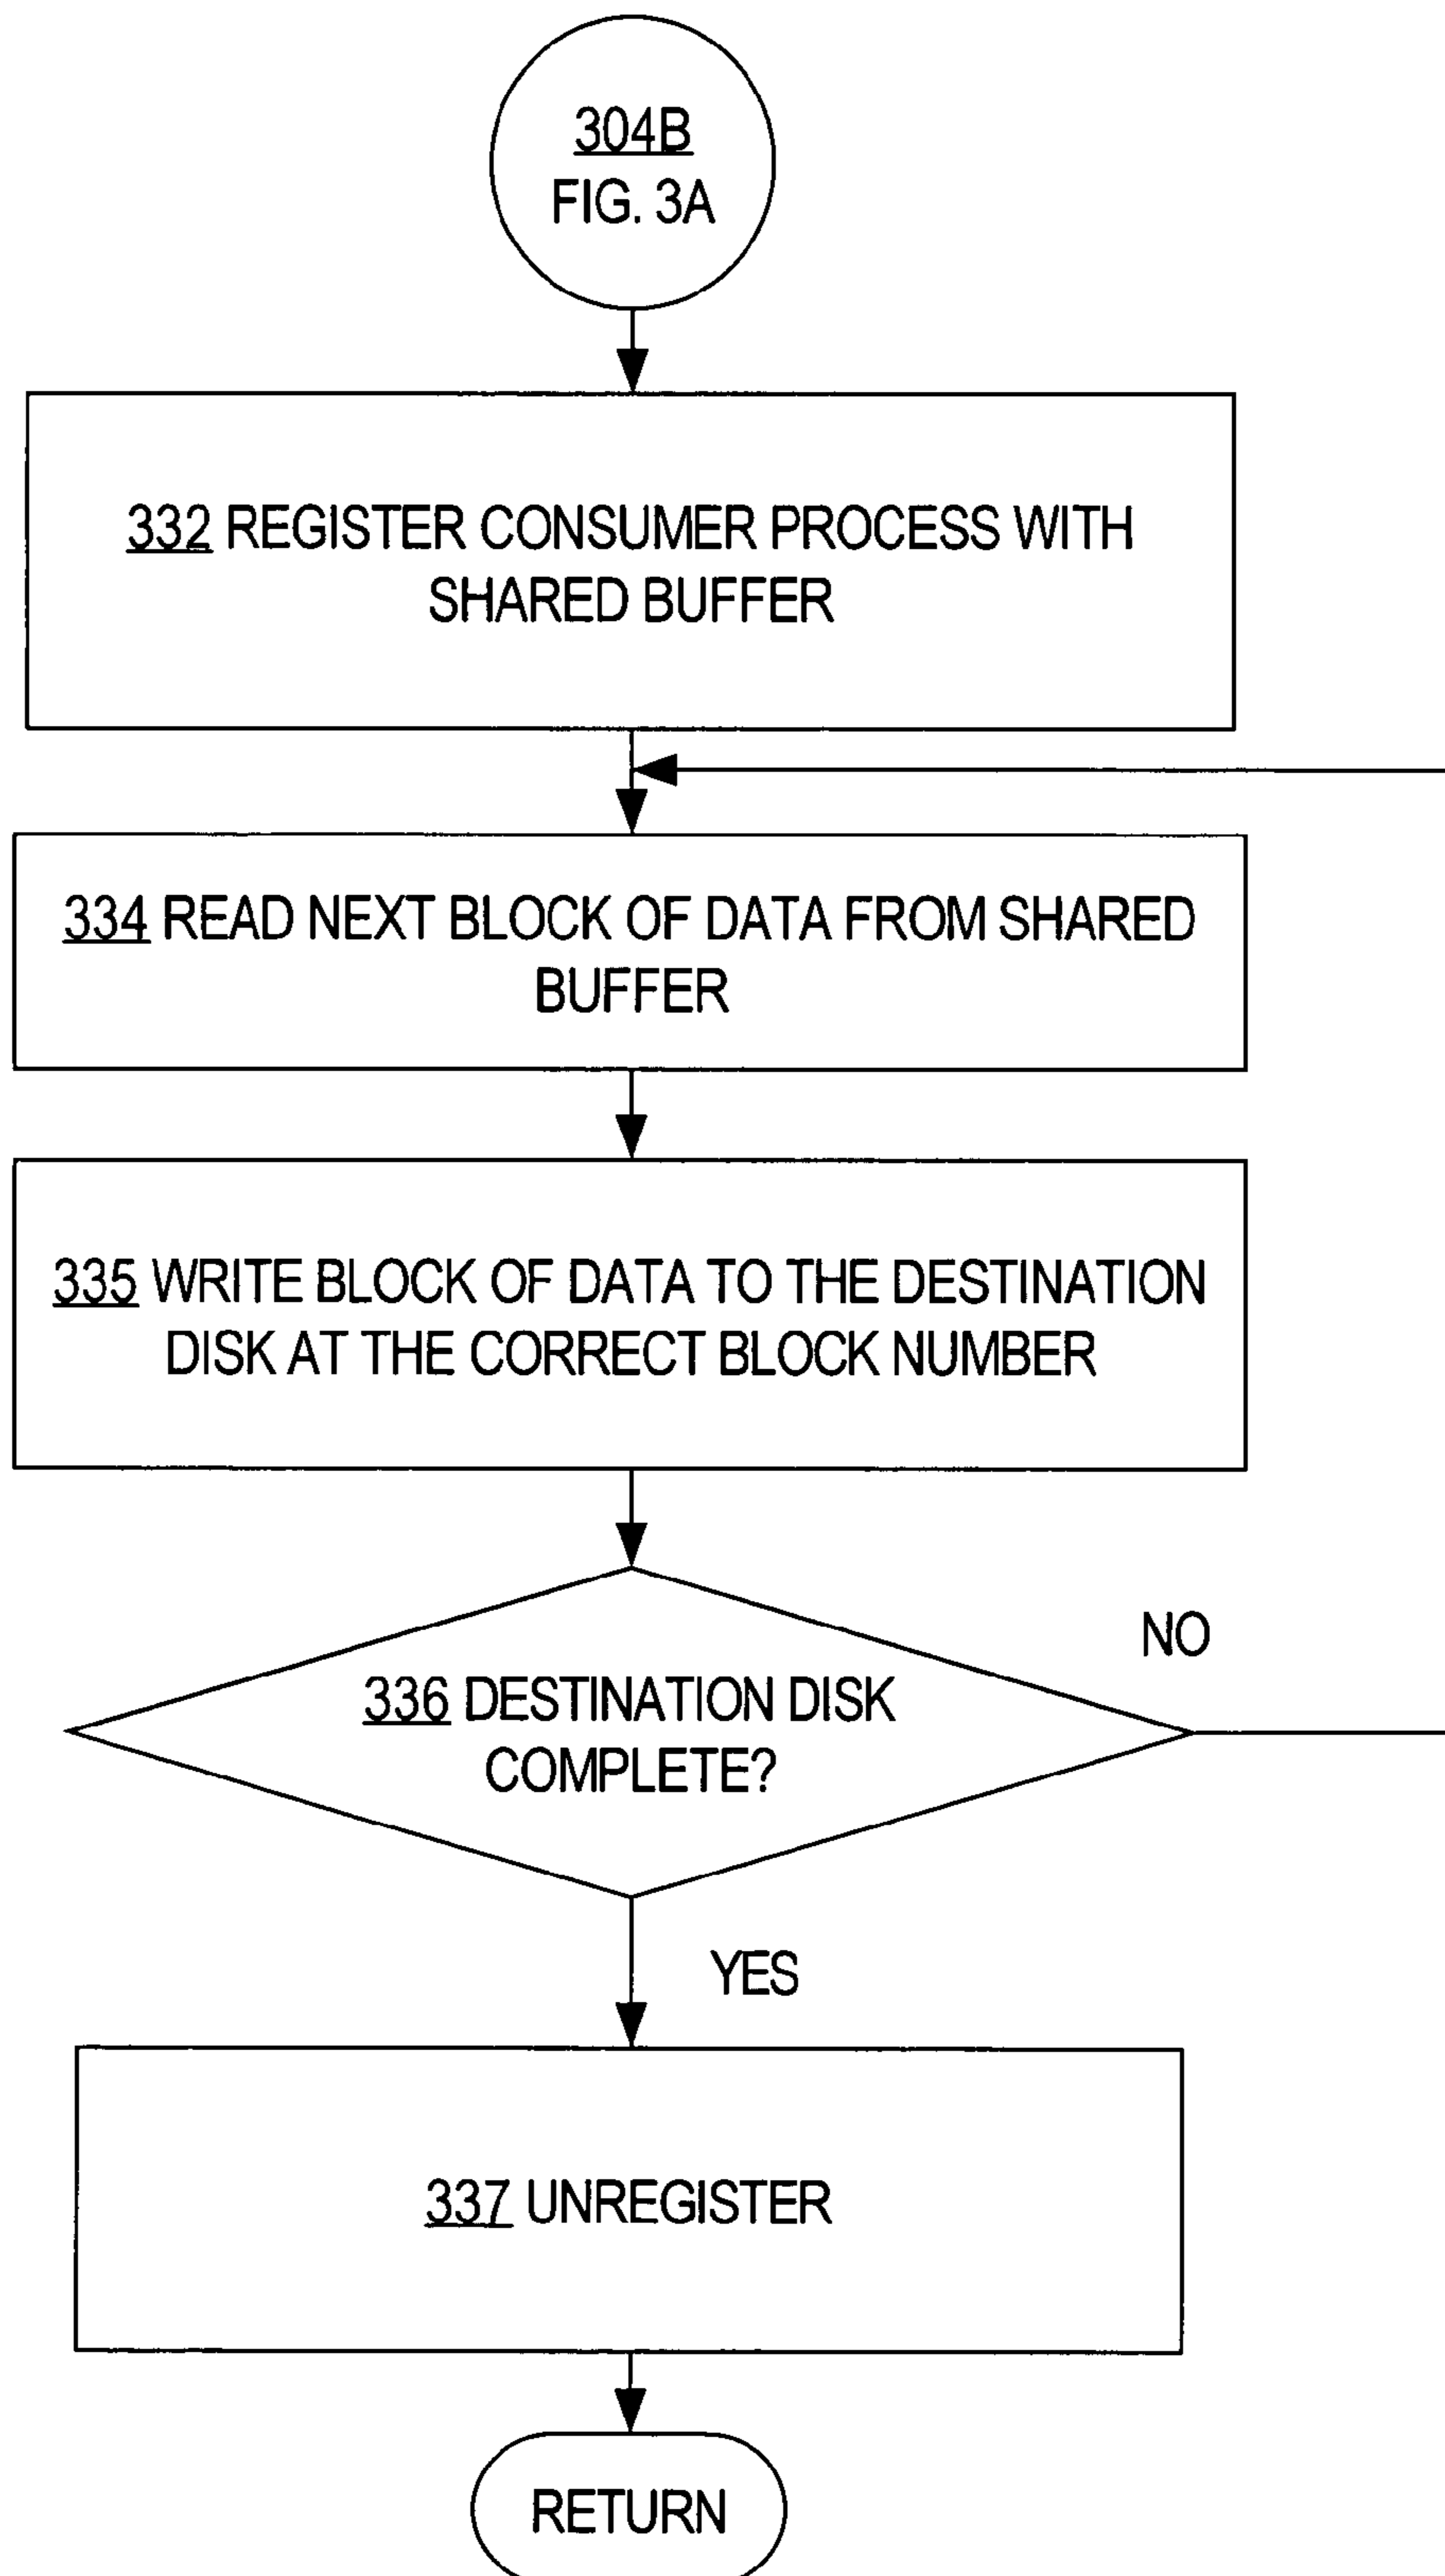 304B
FIG. 3A
332 REGISTER CONSUMER PROCESS WITH
SHARED BUFFER
334 READ NEXT BLOCK OF DATA FROM SHARED
BUFFER
335 WRITE BLOCK OF DATA TO THE DESTINATION
DISK AT THE CORRECT BLOCK NUMBER
NO
336 DESTINATION DISK
COMPLETE?
YES
337 UNREGISTER
RETURN